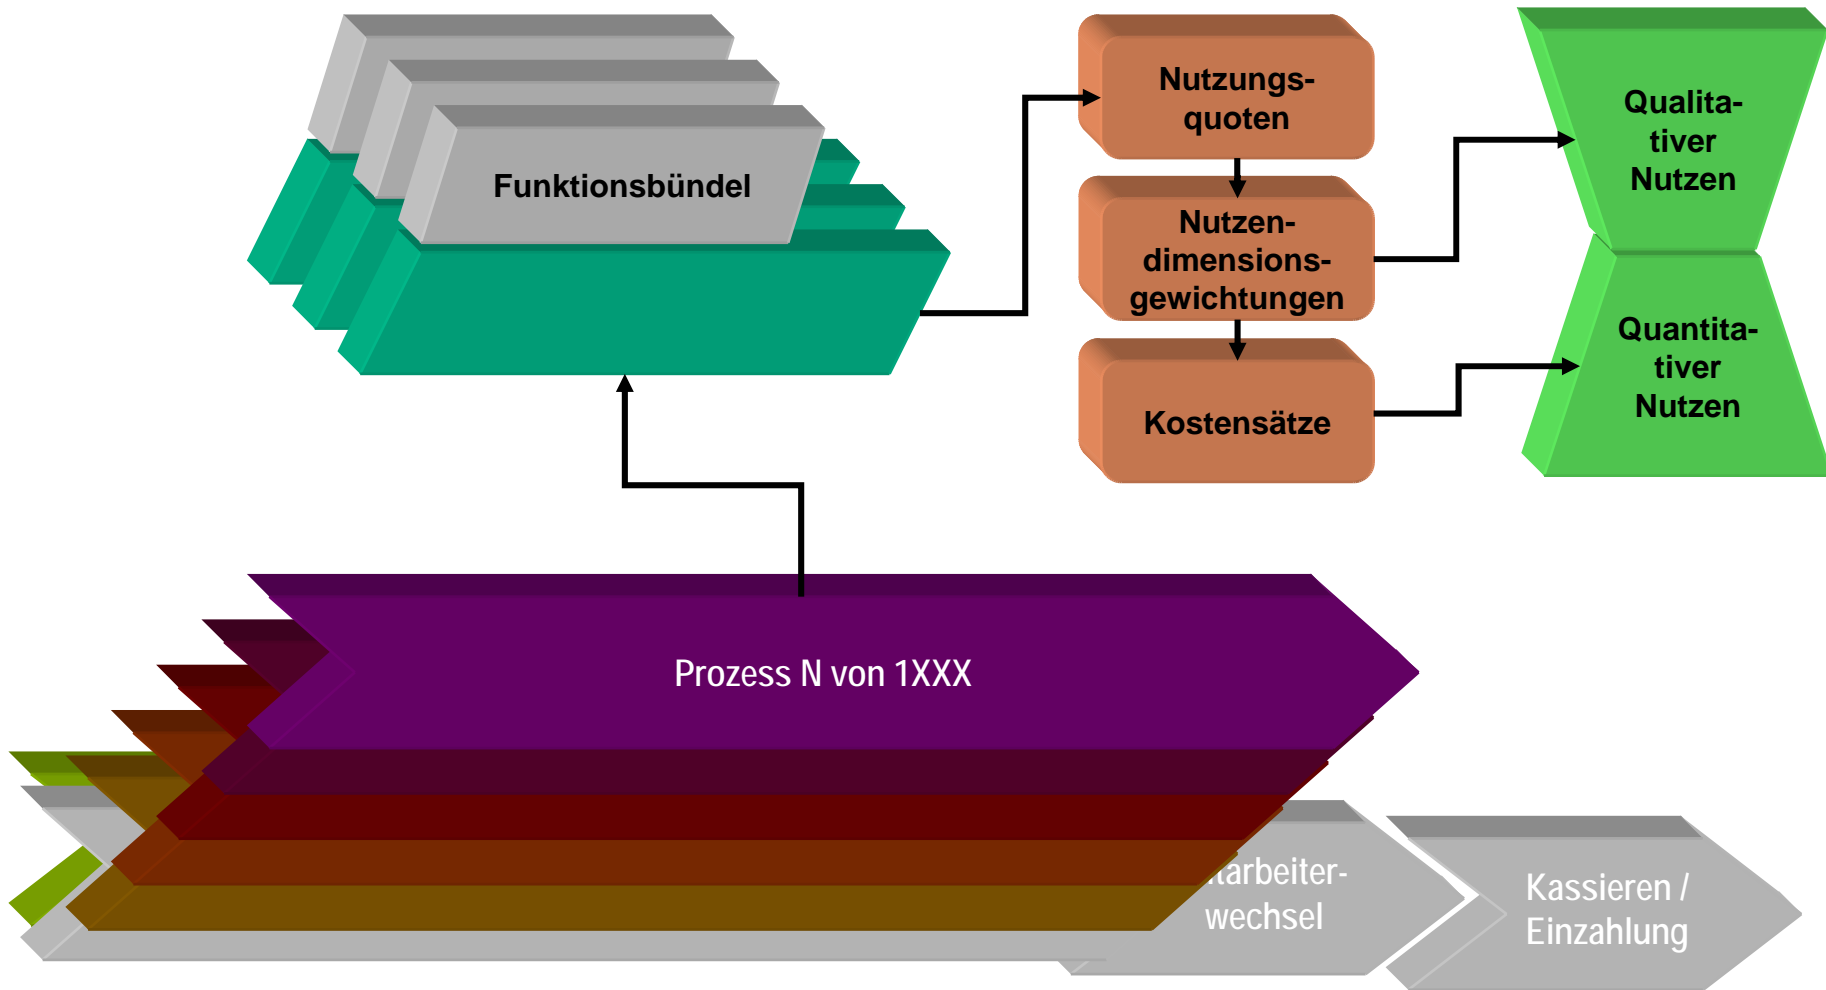 Funktionsbündel
Nutzungs-
quoten
Nutzen-
dimensions-
gewichtungen
Kostensätze
Qualita-
tiver
Nutzen
Quantita-
tiver
Nutzen
Prozess N von 1XXX
wechsel
Kassieren /
Einzahlung